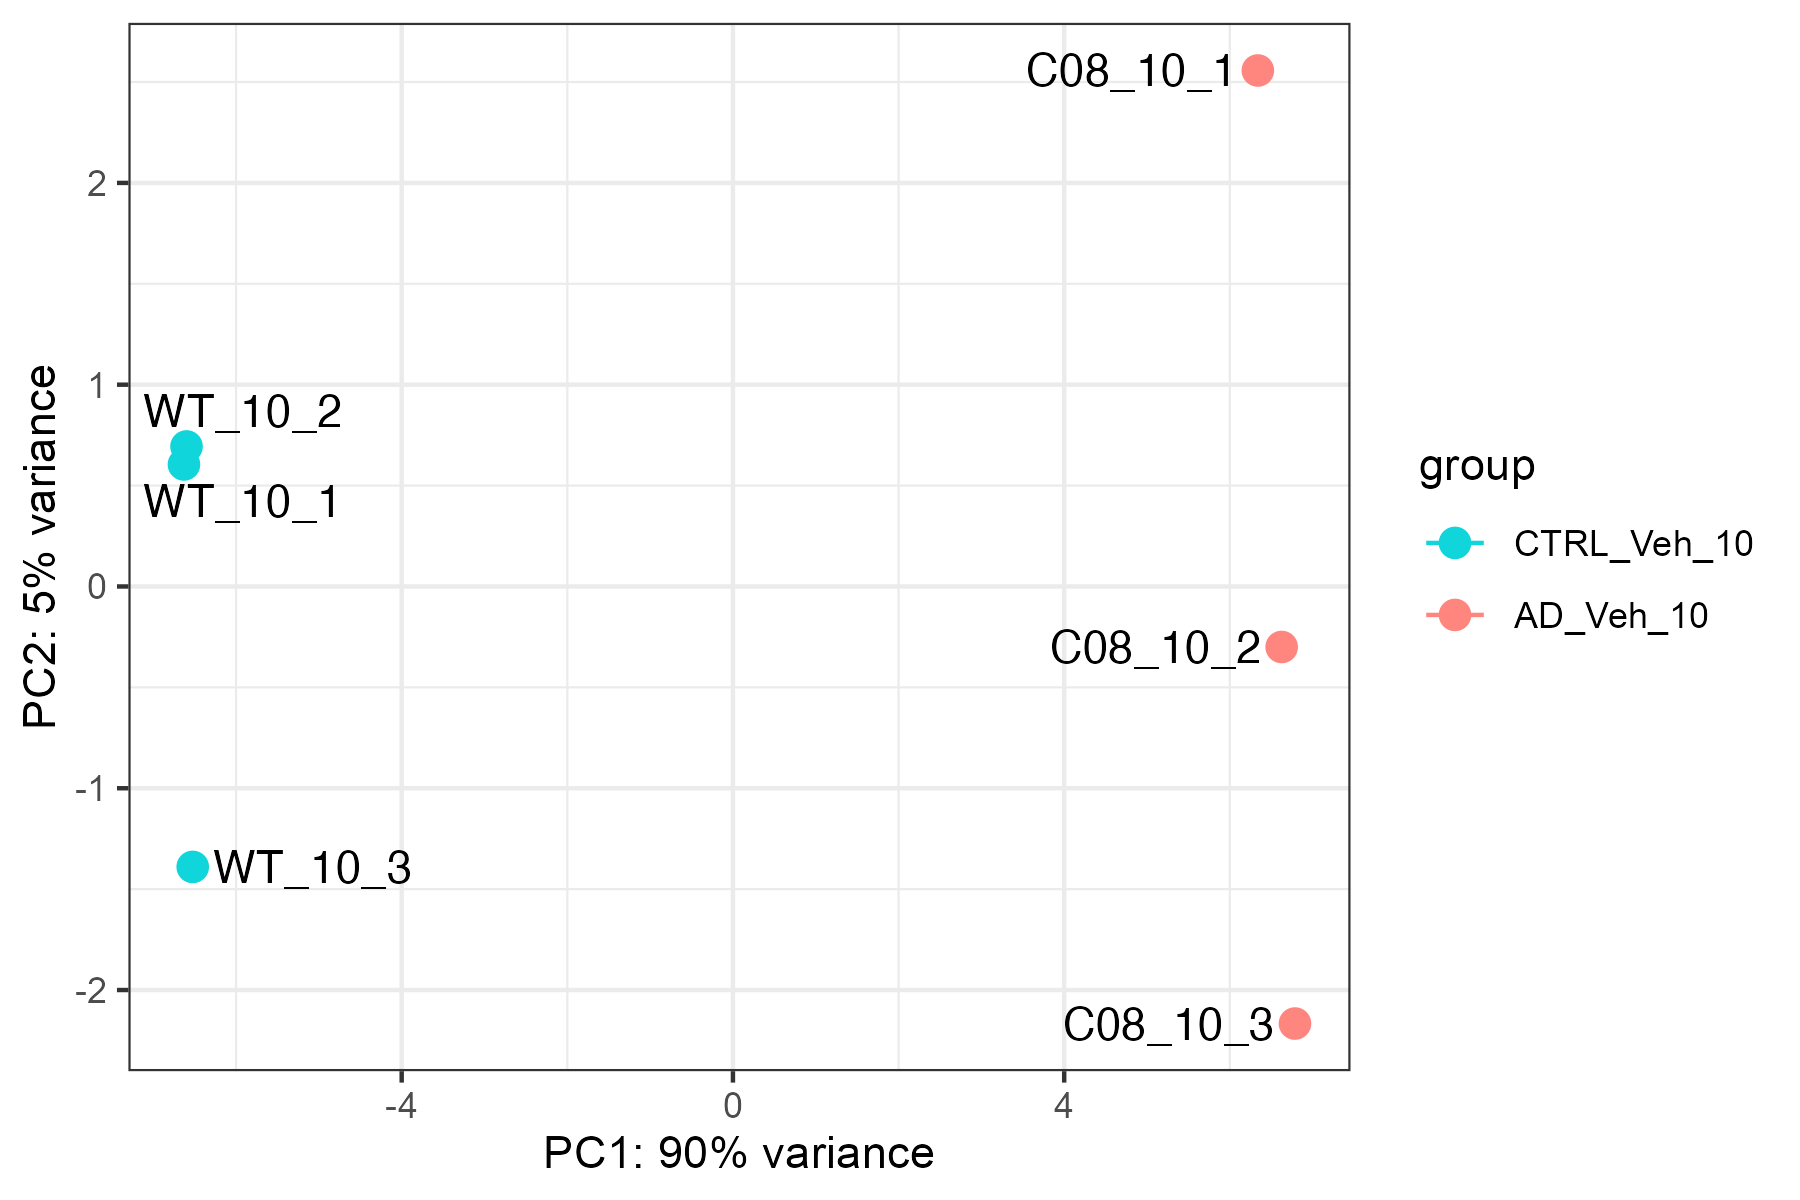 C08_10_1
2
1
WT_10_2
WT_10_1
0
C08_10_2
-1
WT_10_3
-2
C08_10_3
-4
0
4
PC1: 90% variance
PC2: 5% variance
group
CTRL_Veh_10
AD_Veh_10